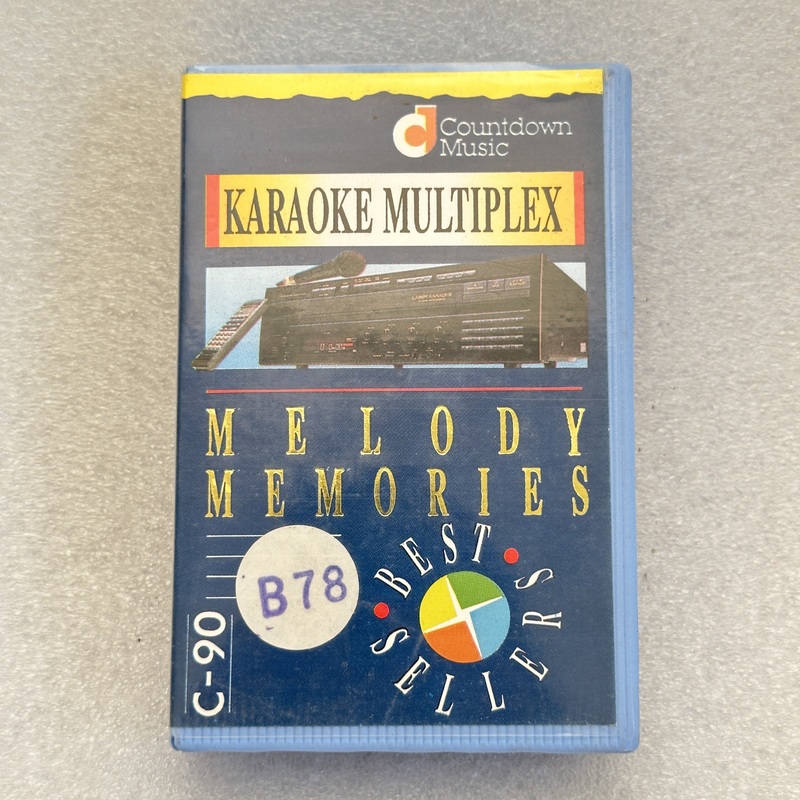 Countdown
Music
KARAOKE MULTIPLEX
MELODY
MEMORIES
BEST
SELLERS
B78
C-90